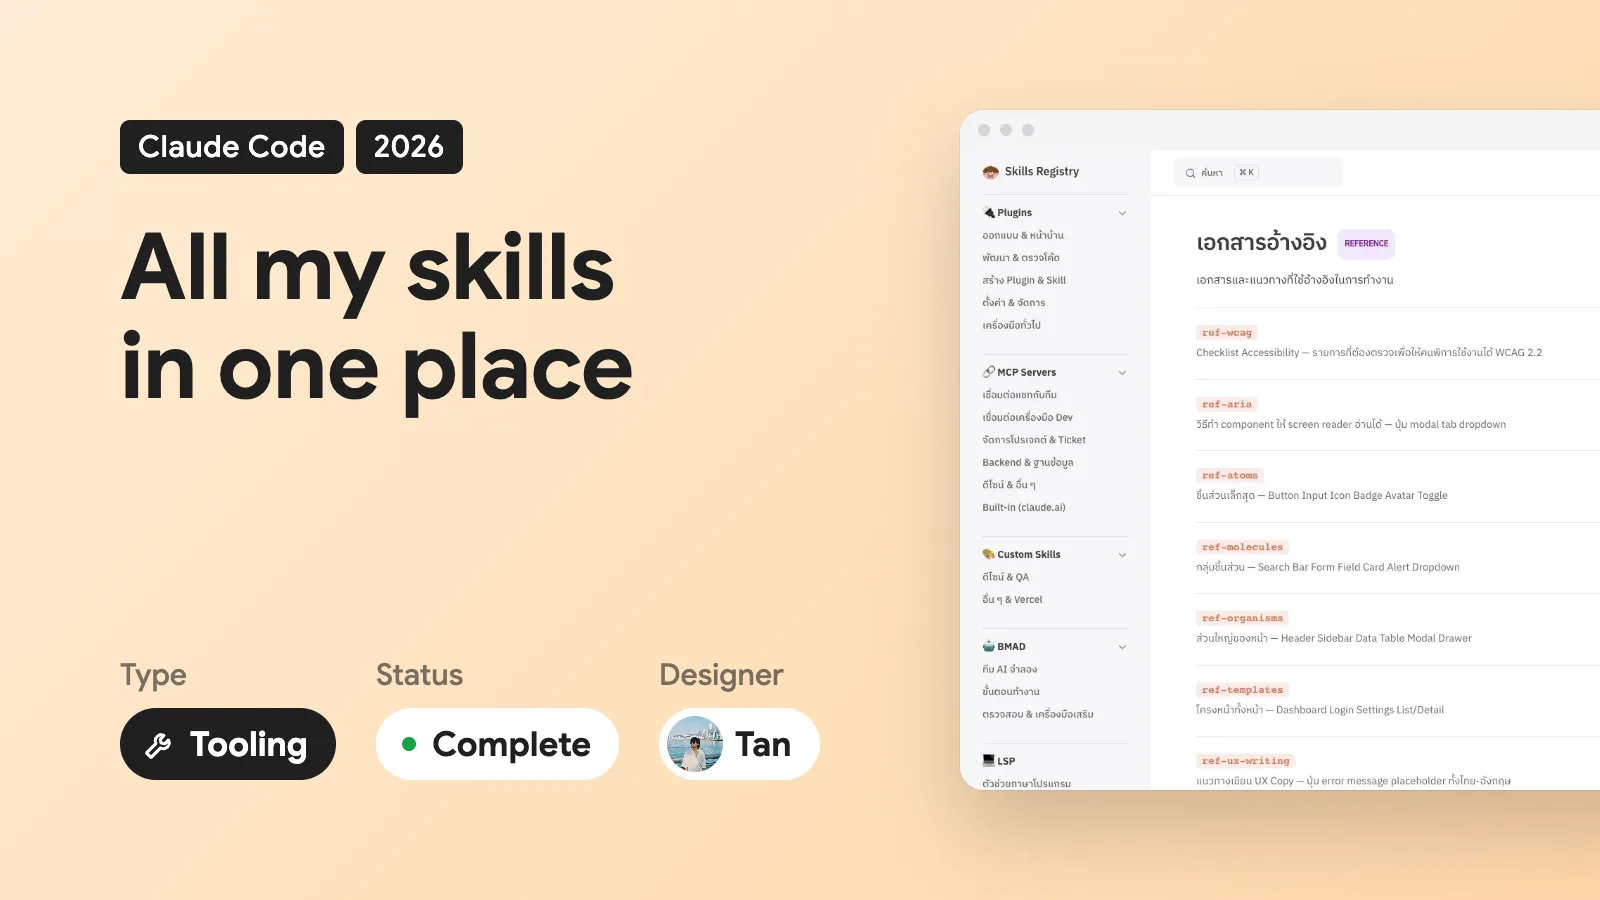 Claude Code
2026
All my skills
in one place
Type
Tooling
Status
Complete
Designer
Tan
Skills Registry
Plugins
ออกแบบ & หน้าบ้าน
พัฒนา & ตรวจโค้ด
สร้าง Plugin & Skill
ตั้งค่า & จัดการ
เครื่องมือทั่วไป
MCP Servers
เชื่อมต่อแชทกับทีม
เชื่อมต่อเครื่องมือ Dev
จัดการโปรเจกต์ & Ticket
Backend & ฐานข้อมูล
ดีไซน์ & อื่น ๆ
Built-in (claude.ai)
Custom Skills
ดีไซน์ & QA
อื่น ๆ & Vercel
BMAD
ทีม AI จำลอง
ขั้นตอนทำงาน
ตรวจสอบ & เครื่องมือเสริม
LSP
ตัวช่วยภาษาโปรแกรม
ค้นหา ⌘ K
เอกสารอ้างอิง REFERENCE
เอกสารและแนวทางที่ใช้อ้างอิงในการทำงาน
ref-wcag
Checklist Accessibility — รายการที่ต้องตรวจเพื่อให้คนพิการใช้งานได้ WCAG 2.2
ref-aria
วิธีทำ component ให้ screen reader อ่านได้ — ปุ่ม modal tab dropdown
ref-atoms
ชิ้นส่วนเล็กสุด — Button Input Icon Badge Avatar Toggle
ref-molecules
กลุ่มชิ้นส่วน — Search Bar Form Field Card Alert Dropdown
ref-organisms
ส่วนใหญ่ของหน้า — Header Sidebar Data Table Modal Drawer
ref-templates
โครงหน้าทั้งหน้า — Dashboard Login Settings List/Detail
ref-ux-writing
แนวทางเขียน UX Copy — ปุ่ม error message placeholder ทั้งไทย-อังกฤษ